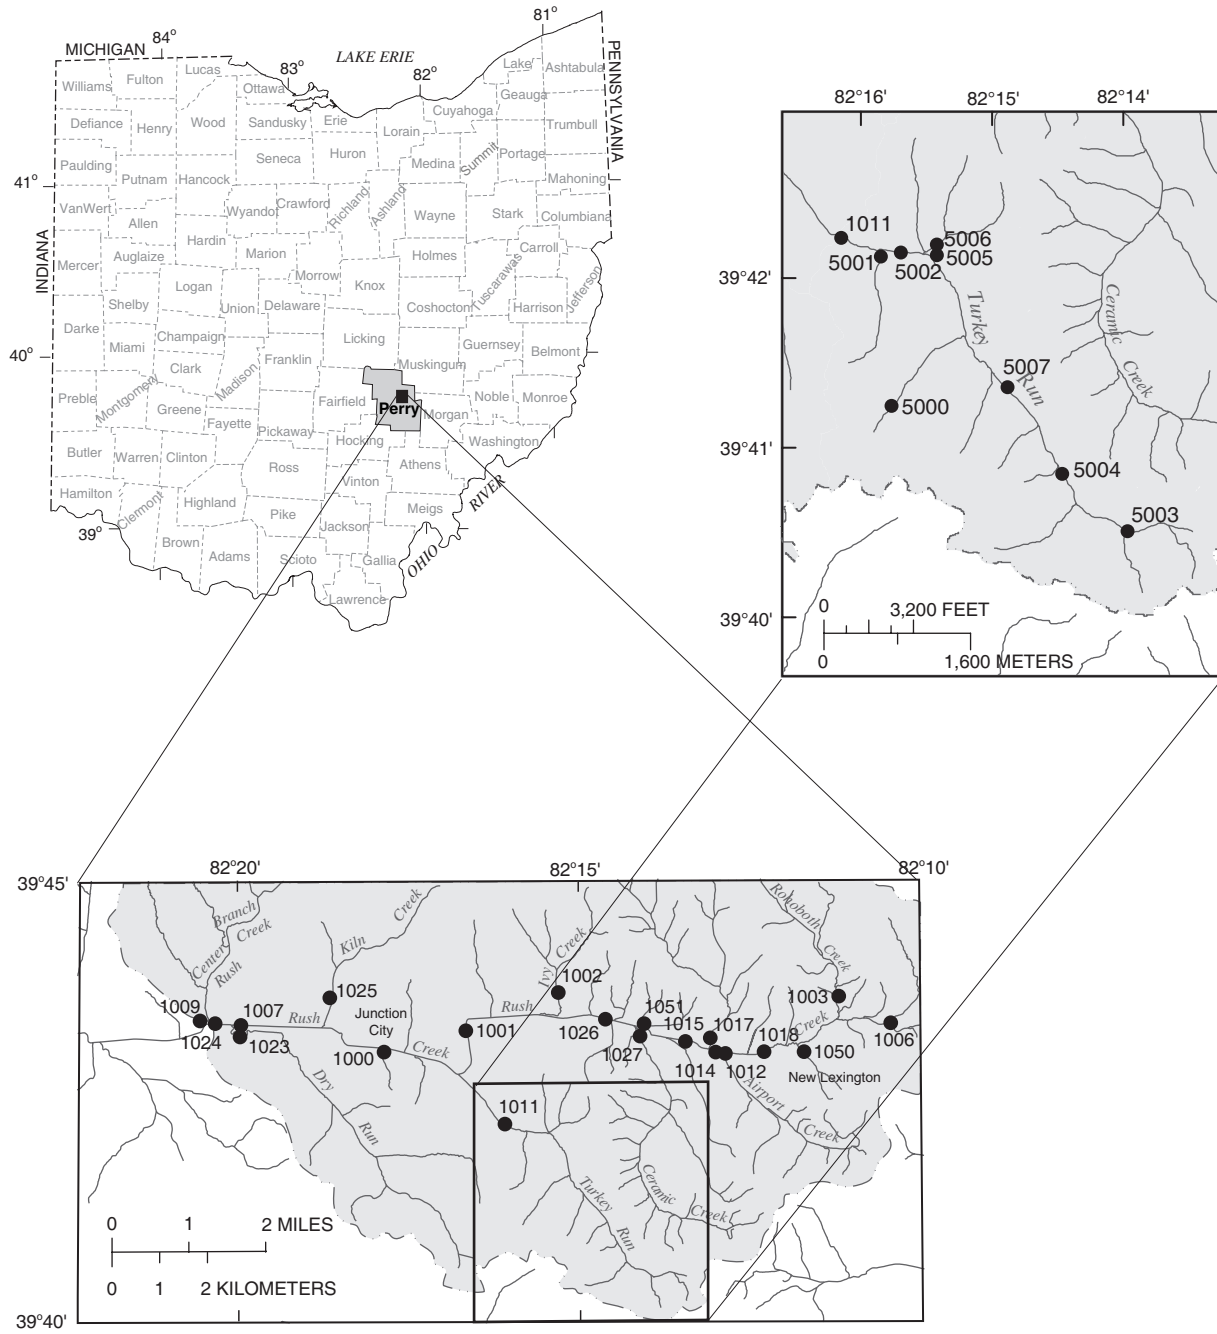 81°
MICHIGAN
84°
LAKE ERIE
83°
82°
PENNSYLVANIA
Williams
Fulton
Lucas
Ottawa
Lake
Ashtabula
Geauga
Cuyahoga
Defiance
Henry
Wood
Sandusky
Erie
Lorain
Trumbull
Paulding
Putnam
Hancock
Seneca
Huron
Medina
Summit
Portage
Mahoning
41°
VanWert
Allen
Wyandot
Crawford
Richland
Ashland
Wayne
Stark
Columbiana
INDIANA
Mercer
Auglaize
Hardin
Marion
Morrow
Knox
Holmes
Tuscarawas
Carroll
Jefferson
Shelby
Logan
Union
Delaware
Coshocton
Harrison
Darke
Miami
Champaign
Licking
Guernsey
Belmont
40°
Clark
Madison
Franklin
Muskingum
Preble
Montgomery
Greene
Fayette
Pickaway
Fairfield
Perry
Morgan
Noble
Monroe
Butler
Warren
Clinton
Ross
Hocking
Athens
Washington
Hamilton
Clermont
Highland
Pike
Vinton
Jackson
Meigs
RIVER
39°
Brown
Adams
Scioto
Gallia
OHIO
Lawrence
82°16'
82°15'
82°14'
1011
5006
5001
5002
5005
39°42'
Turkey
Run
Ceramic
Creek
5007
5000
39°41'
5004
5003
39°40'
0
3,200 FEET
0
1,600 METERS
82°20'
82°15'
82°10'
39°45'
Branch
Creek
Center
Rush
Kiln
Creek
Ivy
Creek
Rohoboth
Creek
1002
1003
1009
1007
1025
Rush
Junction
City
Rush
1001
1026
1051
1015
1017
1018
Creek
1006
1024
1023
1000
Creek
1027
1014
1012
1050
New Lexington
Dry
Run
1011
Airport
Creek
Turkey
Run
Ceramic
Creek
0
1
2 MILES
0
1
2 KILOMETERS
39°40'